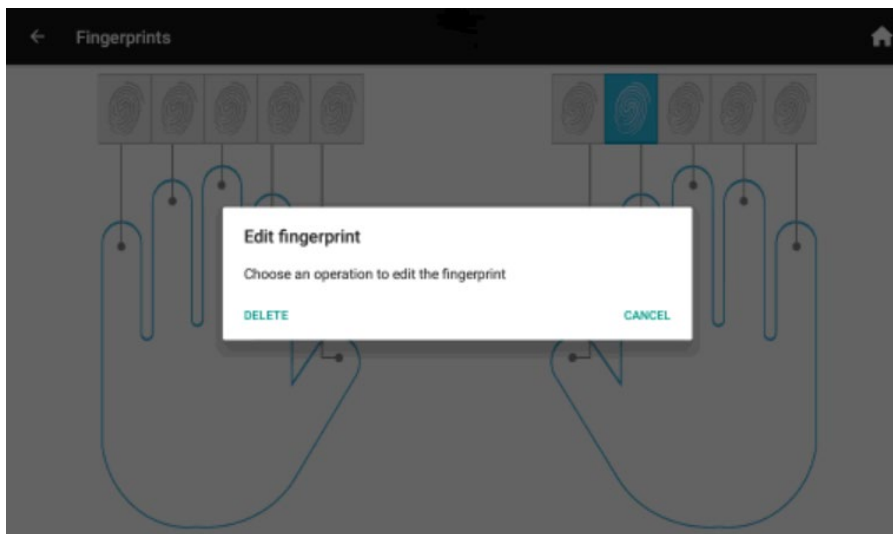 Fingerprints
Edit fingerprint
Choose an operation to edit the fingerprint
DELETE CANCEL